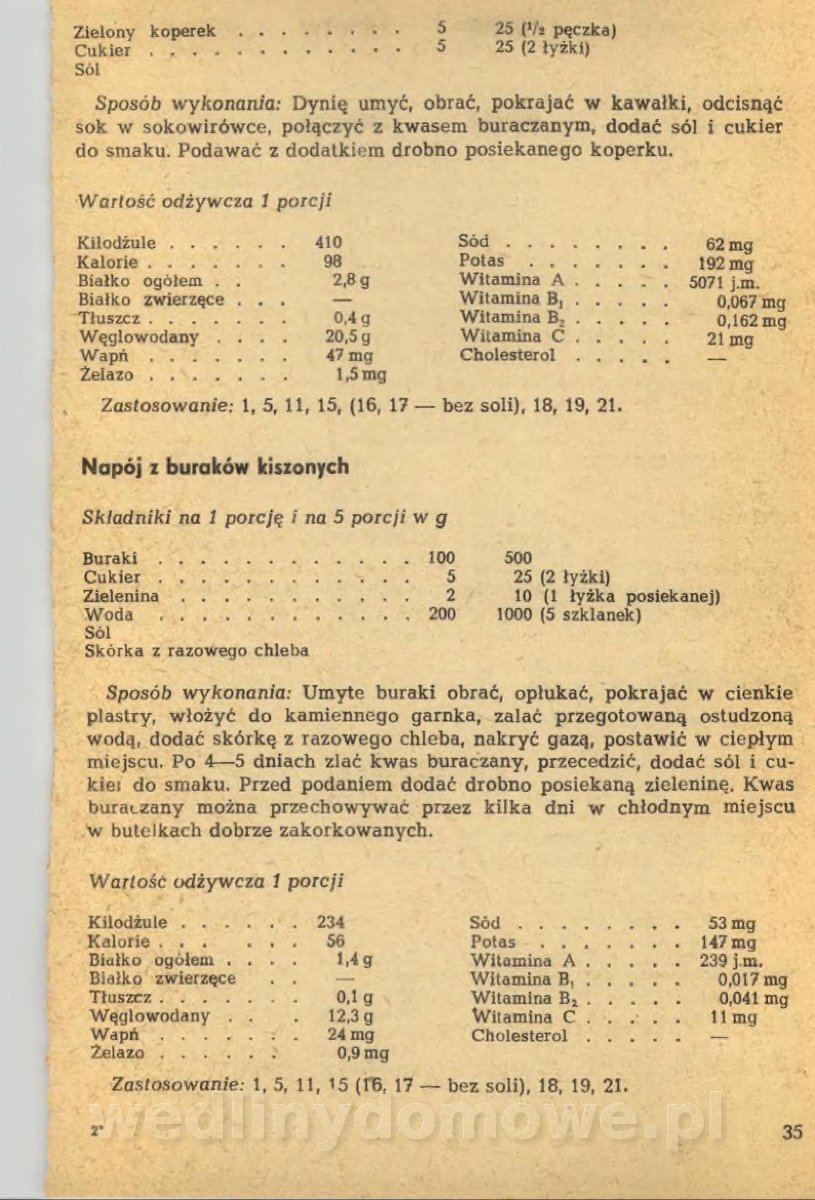 Zielony koperek . . . . . . . . 5 25 (1/2 pęczka)
Cukier . . . . . . . . . . . . 5 25 (2 łyżki)
Sól
Sposób wykonania: Dynię umyć, obrać, pokrajać w kawałki, odcisnąć
sok w sokowirówce, połączyć z kwasem buraczanym, dodać sól i cukier
do smaku. Podawać z dodatkiem drobno posiekanego koperku.
Wartość odżywcza 1 porcji
Kilodżule . . . . . . 410 Sód . . . . . . . . 62 mg
Kalorie . . . . . . . 98 Potas . . . . . . . 192 mg
Białko ogółem . . 2,8 g Witamina A . . . . . 5071 j.m.
Białko zwierzęce . . . — Witamina B₁ . . . . . 0,067 mg
Tłuszcz . . . . . . . 0,4 g Witamina B₂ . . . . . 0,162 mg
Węglowodany . . . . 20,5 g Witamina C . . . . . 21 mg
Wapń . . . . . . . 47 mg Cholesterol . . . . . —
Żelazo . . . . . . . 1,5 mg
Zastosowanie: 1, 5, 11, 15, (16, 17 — bez soli), 18, 19, 21.
Napój z buraków kiszonych
Składniki na 1 porcję i na 5 porcji w g
Buraki . . . . . . . . . . . . 100 500
Cukier . . . . . . . . . . . . 5 25 (2 łyżki)
Zielenina . . . . . . . . . . . 2 10 (1 łyżka posiekanej)
Woda . . . . . . . . . . . . 200 1000 (5 szklanek)
Sól
Skórka z razowego chleba
Sposób wykonania: Umyte buraki obrać, opłukać, pokrajać w cienkie
plastry, włożyć do kamiennego garnka, zalać przegotowaną ostudzoną
wodą, dodać skórkę z razowego chleba, nakryć gazą, postawić w ciepłym
miejscu. Po 4—5 dniach zlać kwas buraczany, przecedzić, dodać sól i cu-
kier do smaku. Przed podaniem dodać drobno posiekaną zieleninę. Kwas
buraczany można przechowywać przez kilka dni w chłodnym miejscu
w butelkach dobrze zakorkowanych.
Wartość odżywcza 1 porcji
Kilodżule . . . . . . 234 Sód . . . . . . . . 53 mg
Kalorie . . . . . . 56 Potas . . . . . . . 147 mg
Białko ogółem . . . . 1,4 g Witamina A . . . . . 239 j.m.
Białko zwierzęce . . — Witamina B₁ . . . . . 0,017 mg
Tłuszcz . . . . . . . 0,1 g Witamina B₂ . . . . . 0,041 mg
Węglowodany . . . 12,3 g Witamina C . . . . . 11 mg
Wapń . . . . . . . 24 mg Cholesterol . . . . . —
Żelazo . . . . . . 0,9 mg
Zastosowanie: 1, 5, 11, 15 (16, 17 — bez soli), 18, 19, 21.
wedlinydomowe.pl
2* 35